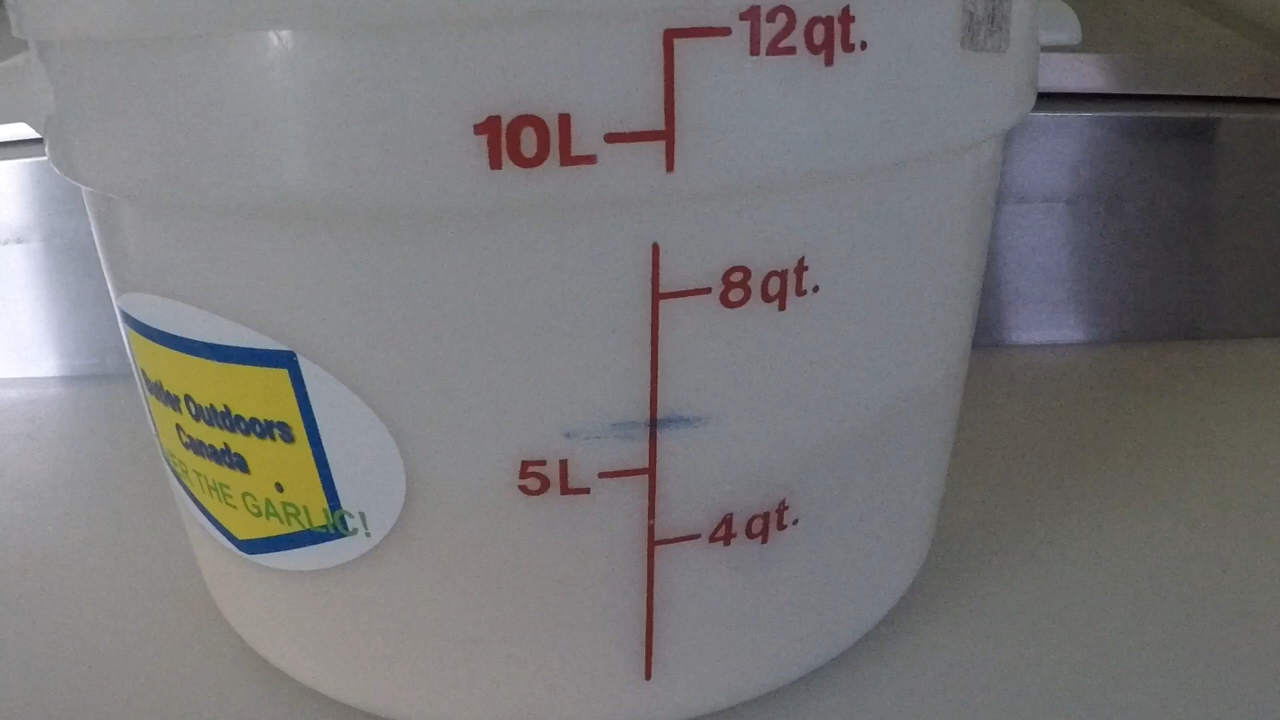 12qt.
10L
8qt.
5L
4qt.
Outdoors
Canada
THE GARLIC!